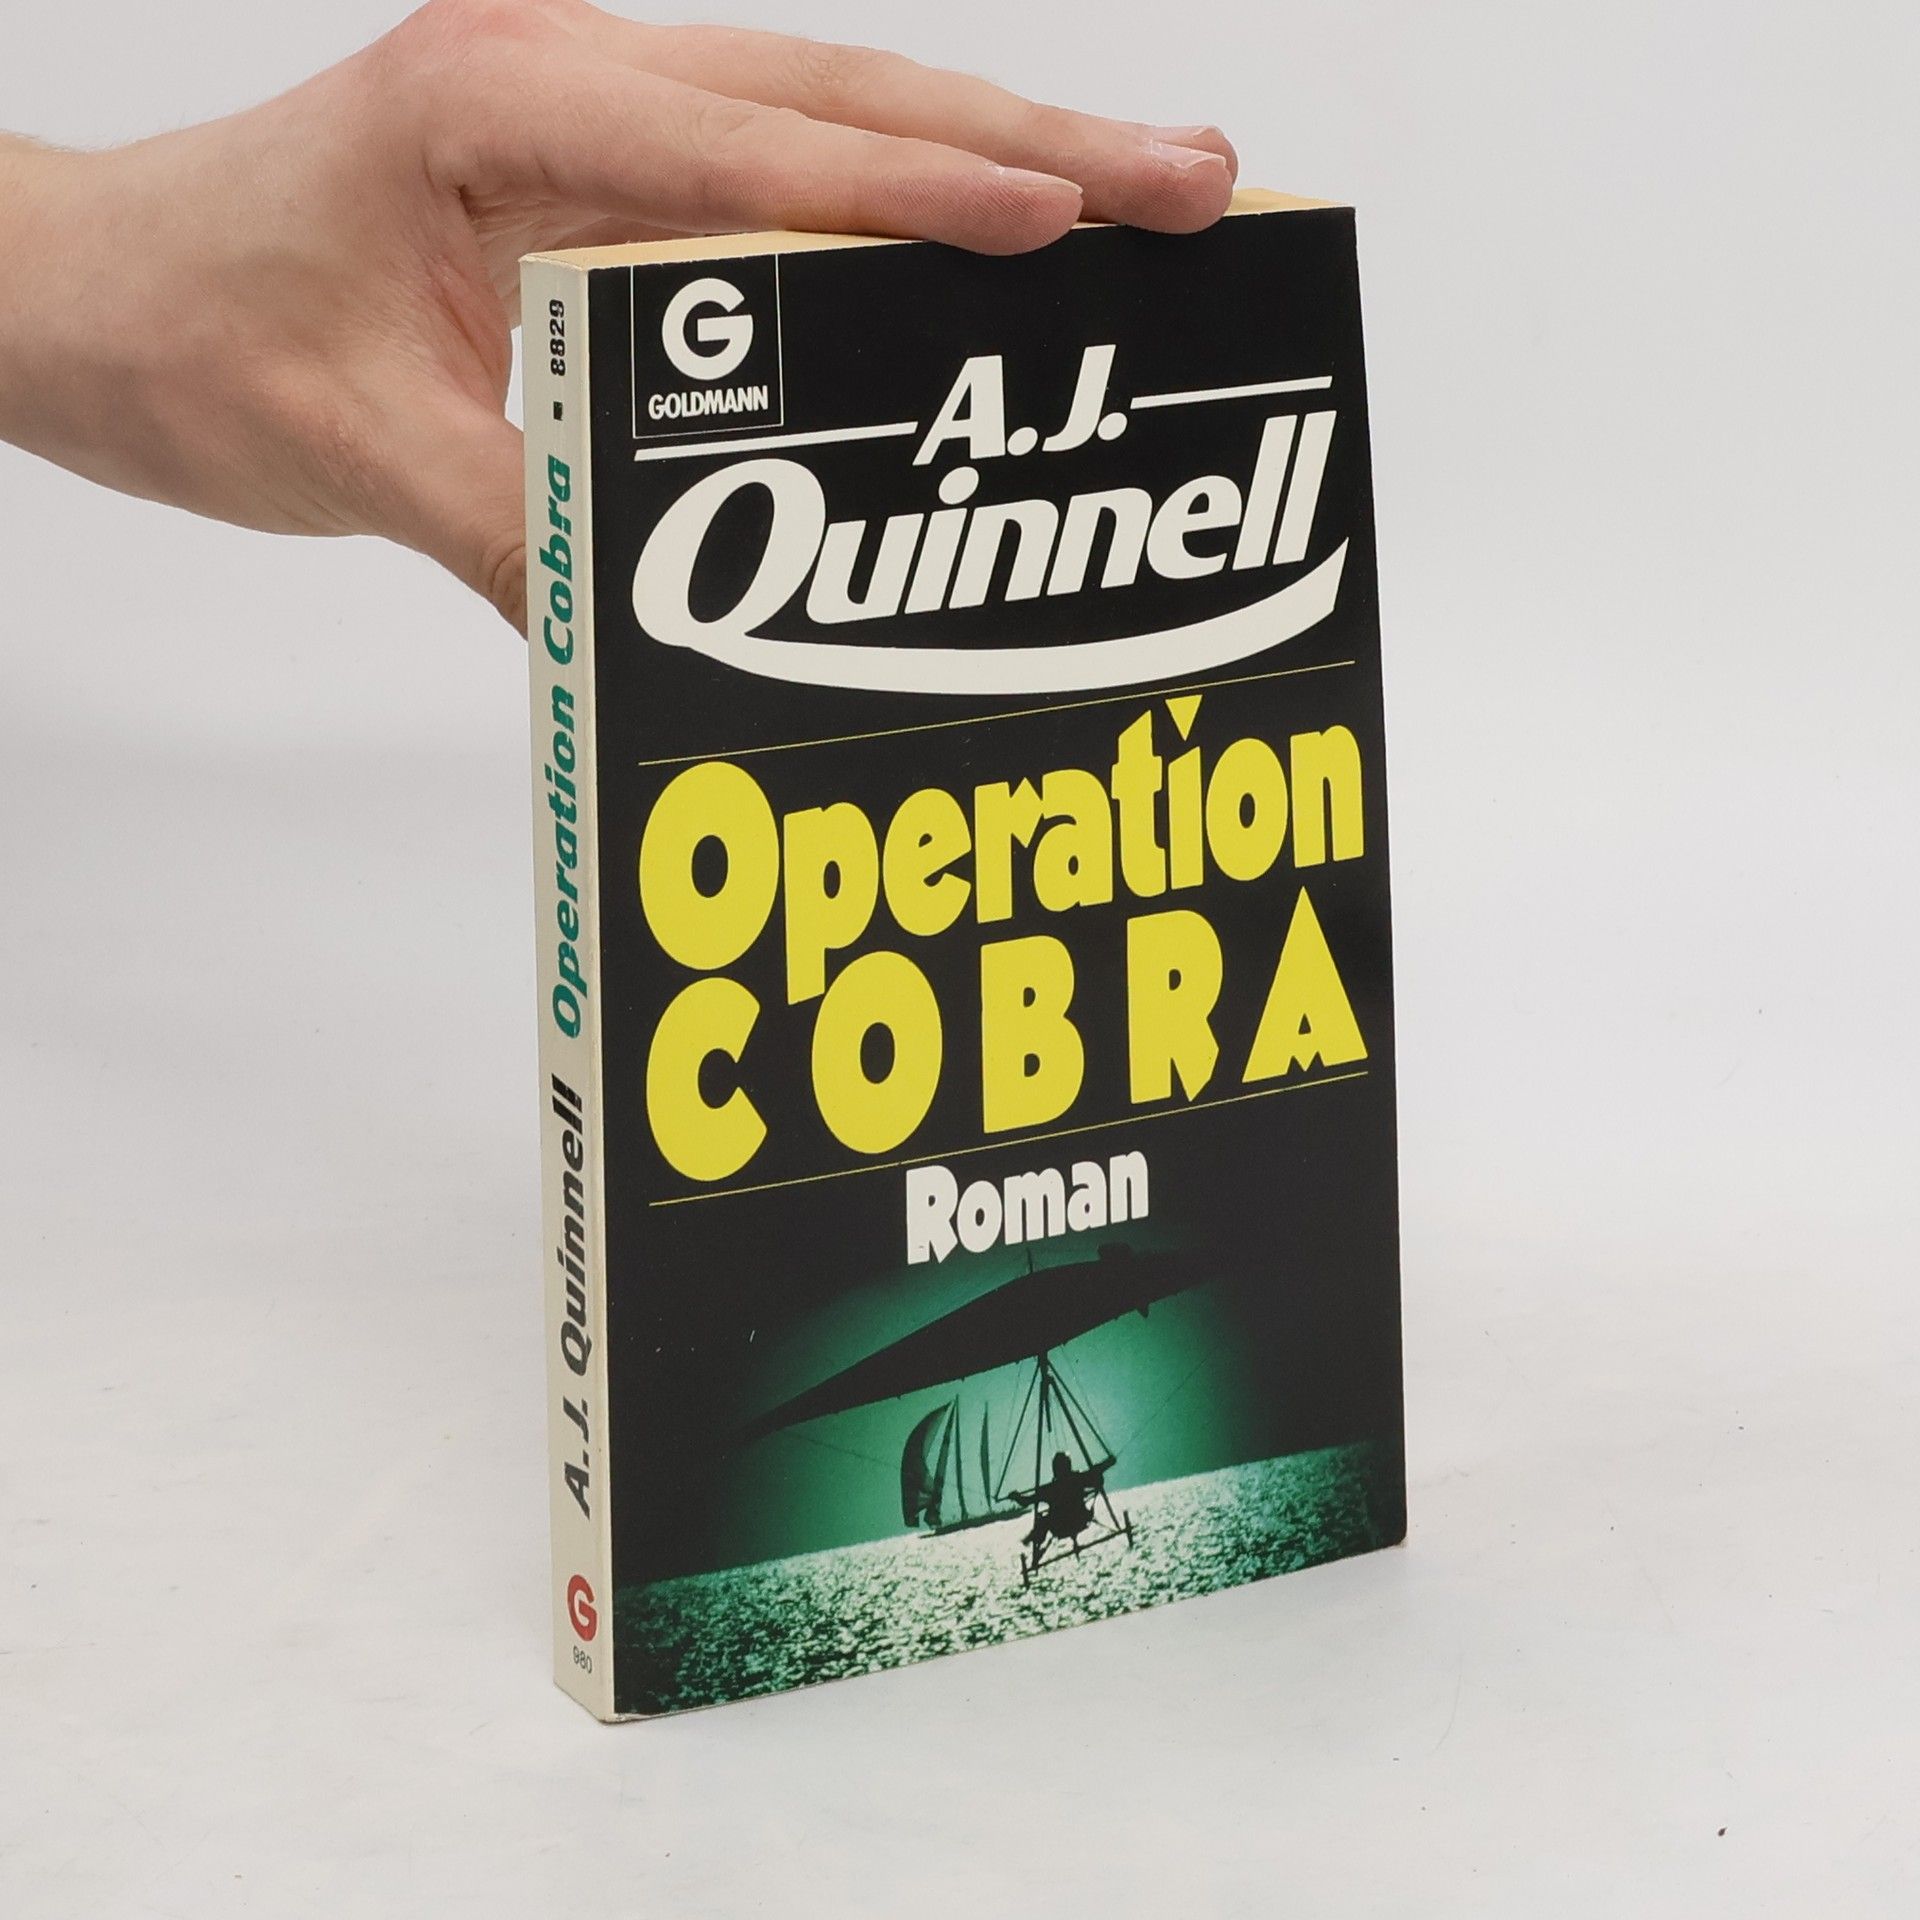 G
GOLDMANN
A.J.
Quinnell
Operation
COBRA
Roman
A. J. Quinnell Operation Cobra ▪ 8829
G
980